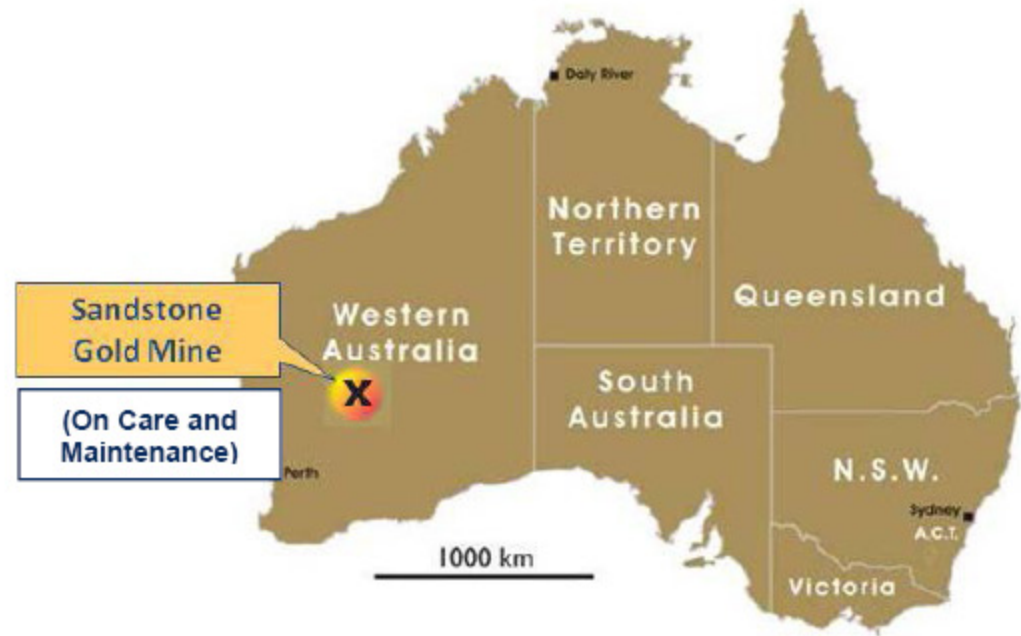 Daly River
Northern
Territory
Queensland
Sandstone
Gold Mine
Western
Australia
X
(On Care and
Maintenance)
South
Australia
Perth
N.S.W.
Sydney
A.C.T.
1000 km
Victoria